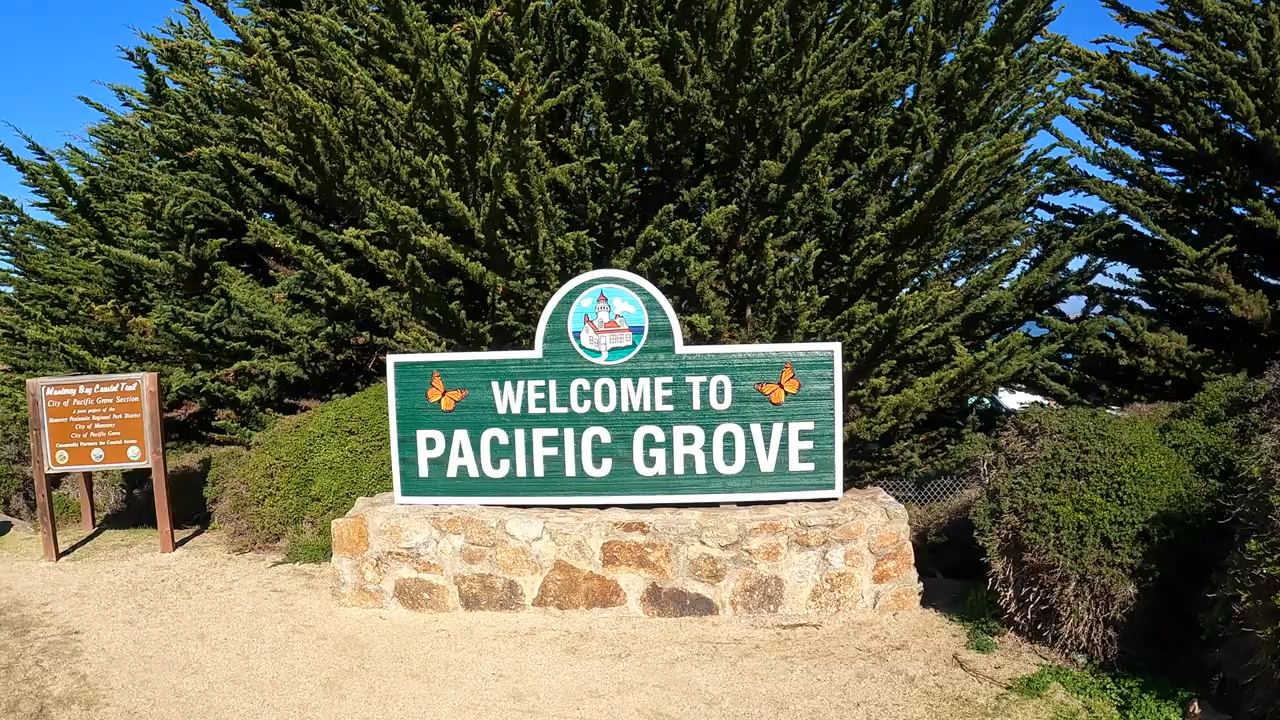 Monterey Bay Coastal Trail
City of Pacific Grove Section
A joint project of the
Monterey Peninsula Regional Park District
City of Monterey
City of Pacific Grove
Community Partners for Coastal Access
WELCOME TO
PACIFIC GROVE